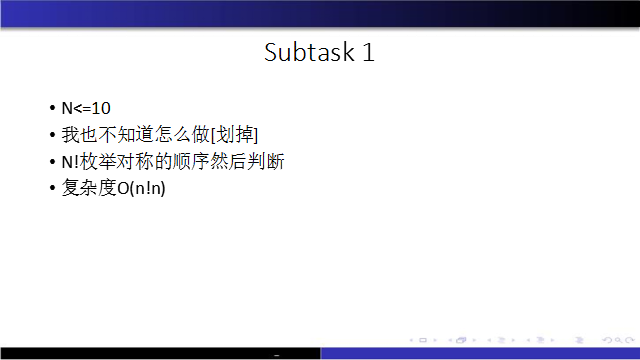 Subtask 1
• N<=10
• 我也不知道怎么做[划掉]
• N!枚举对称的顺序然后判断
• 复杂度O(n!n)